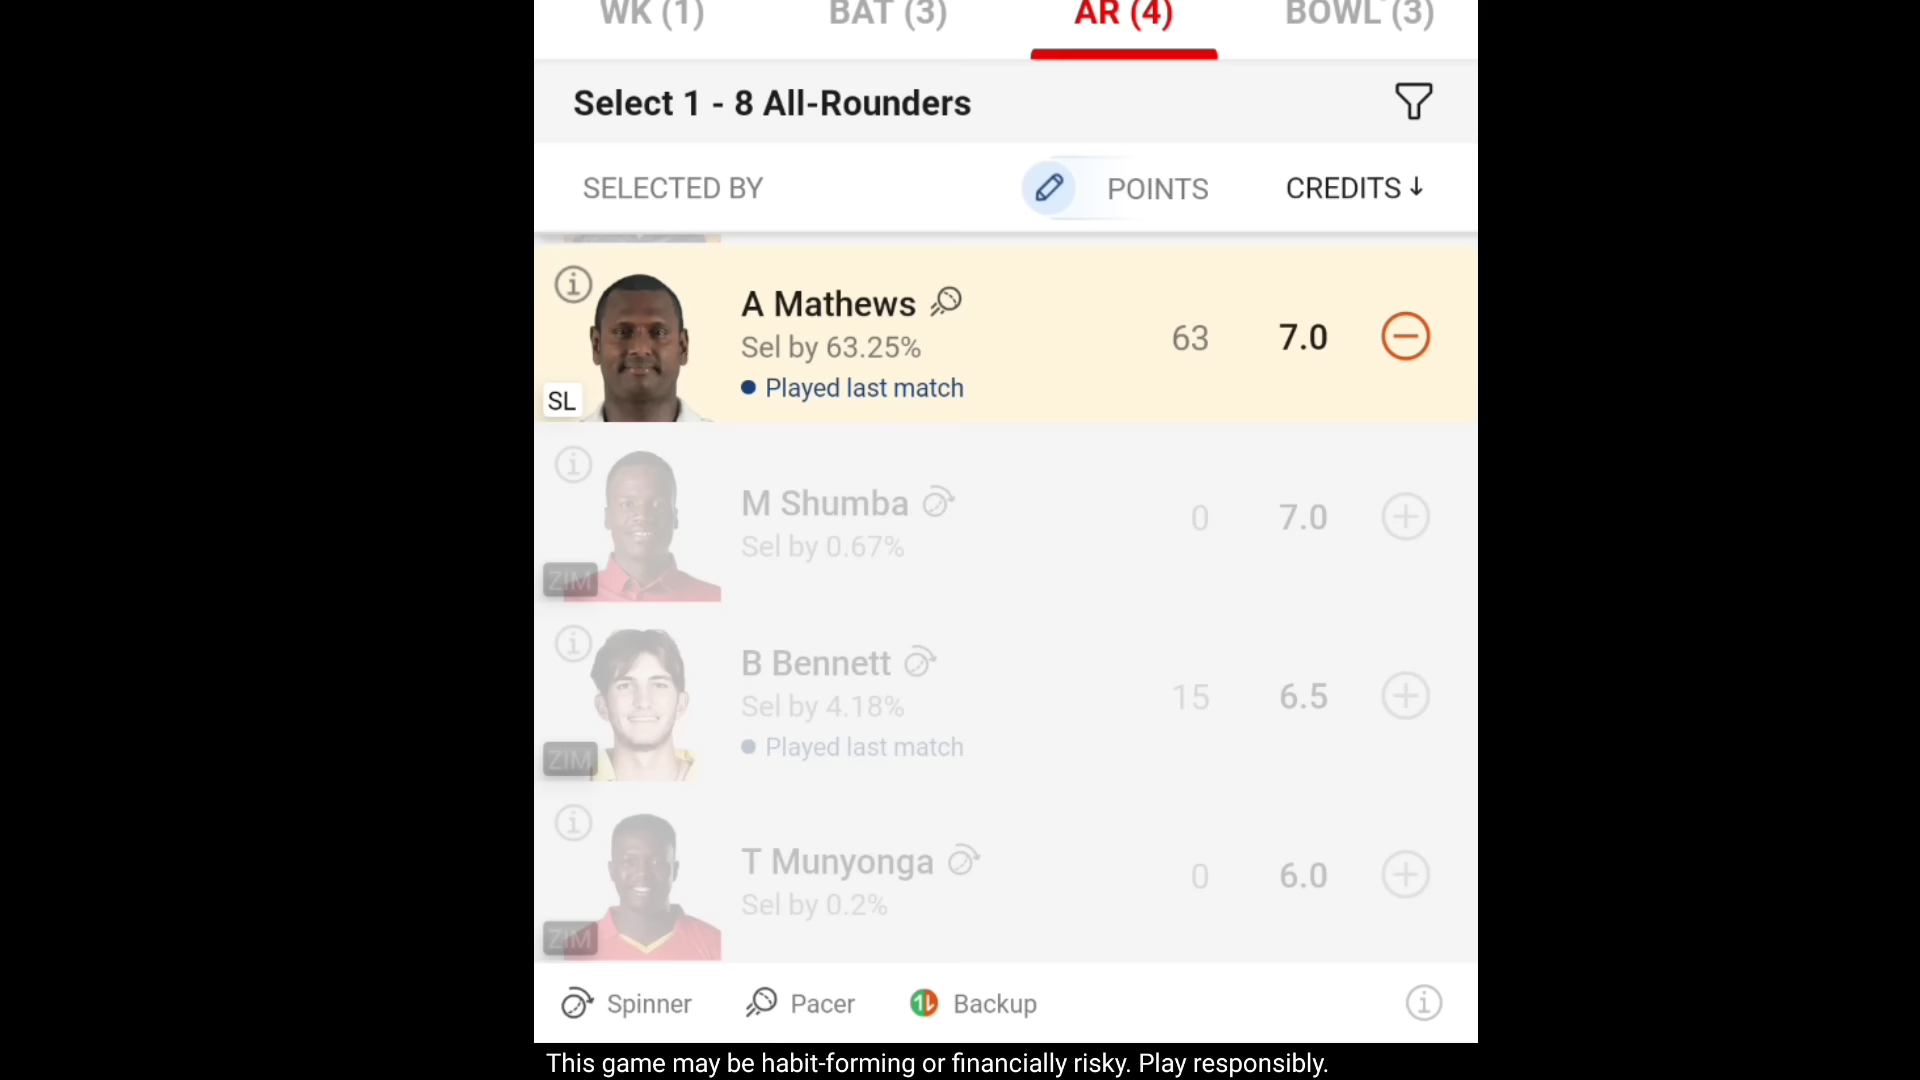 WK (1) BAT (3) AR (4) BOWL (3)
Select 1 - 8 All-Rounders
SELECTED BY POINTS CREDITS ↓
A Mathews
Sel by 63.25% 63 7.0
Played last match
SL
M Shumba
Sel by 0.67% 0 7.0
ZIM
B Bennett
Sel by 4.18% 15 6.5
Played last match
ZIM
T Munyonga
Sel by 0.2% 0 6.0
ZIM
Spinner Pacer Backup
This game may be habit-forming or financially risky. Play responsibly.